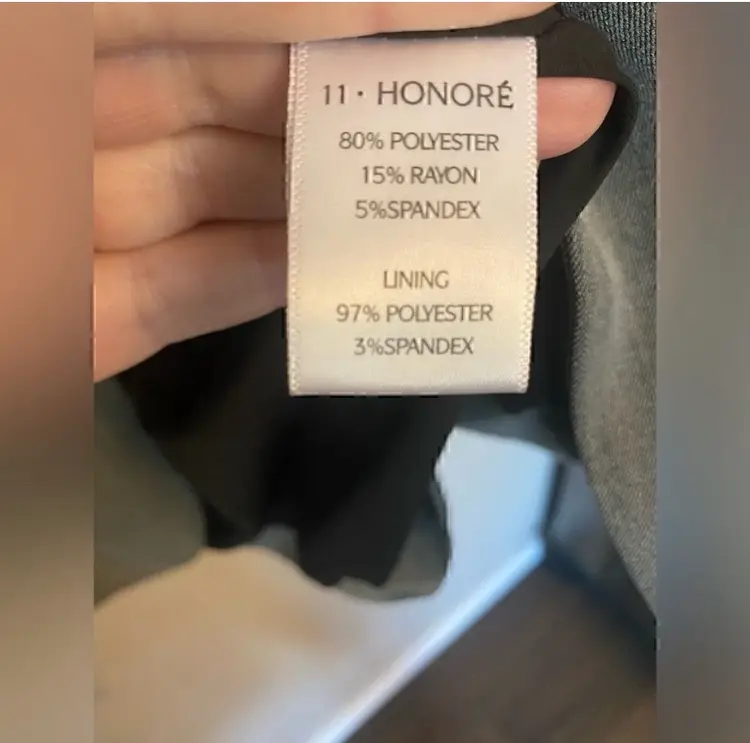 11 · HONORÉ
80% POLYESTER
15% RAYON
5%SPANDEX
LINING
97% POLYESTER
3%SPANDEX